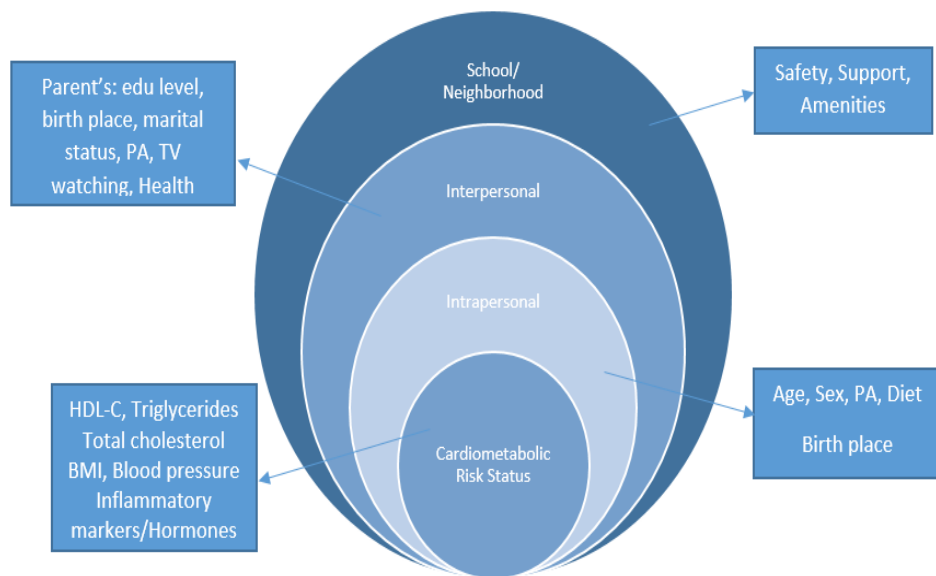 School/
Neighborhood
Parent's: edu level,
birth place, marital
status, PA, TV
watching, Health
Safety, Support,
Amenities
Interpersonal
Intrapersonal
HDL-C, Triglycerides
Total cholesterol
BMI, Blood pressure
Inflammatory
markers/Hormones
Age, Sex, PA, Diet
Birth place
Cardiometabolic
Risk Status